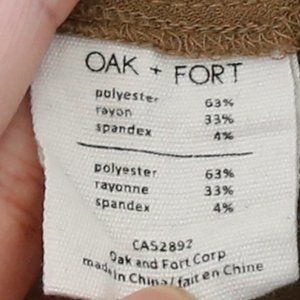 OAK + FORT
polyester 63%
rayon 33%
spandex 4%
polyester 63%
rayonne 33%
spandex 4%
CA52892
Oak and Fort Corp
made in China/ fait en Chine